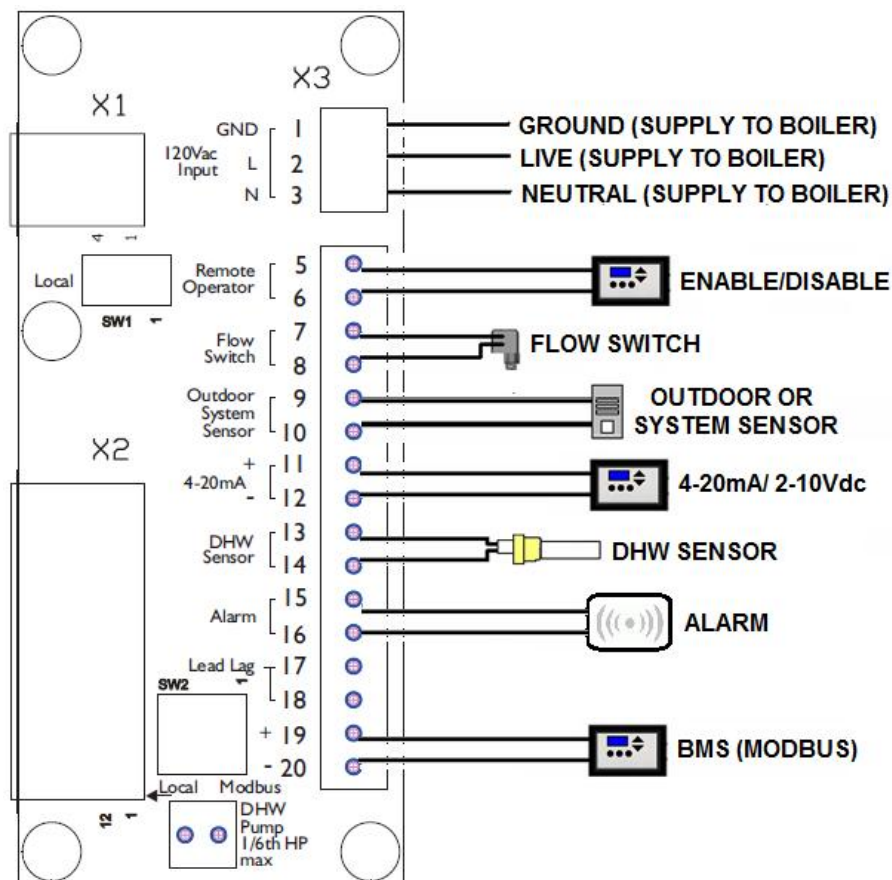 X3
X1
GND 1 GROUND (SUPPLY TO BOILER)
120Vac
Input
L 2 LIVE (SUPPLY TO BOILER)
N 3 NEUTRAL (SUPPLY TO BOILER)
4 1
Local
SW1 1
Remote
Operator
5
6
ENABLE/DISABLE
Flow
Switch
7
8
FLOW SWITCH
Outdoor
System
Sensor
9
10
OUTDOOR OR
SYSTEM SENSOR
X2
+ 11
4-20mA
- 12
4-20mA/ 2-10Vdc
DHW
Sensor
13
14
DHW SENSOR
Alarm
15
16
ALARM
Lead Lag
17
18
SW2 1
+ 19
- 20
BMS (MODBUS)
Local Modbus
12 1
DHW
Pump
1/6th HP
max